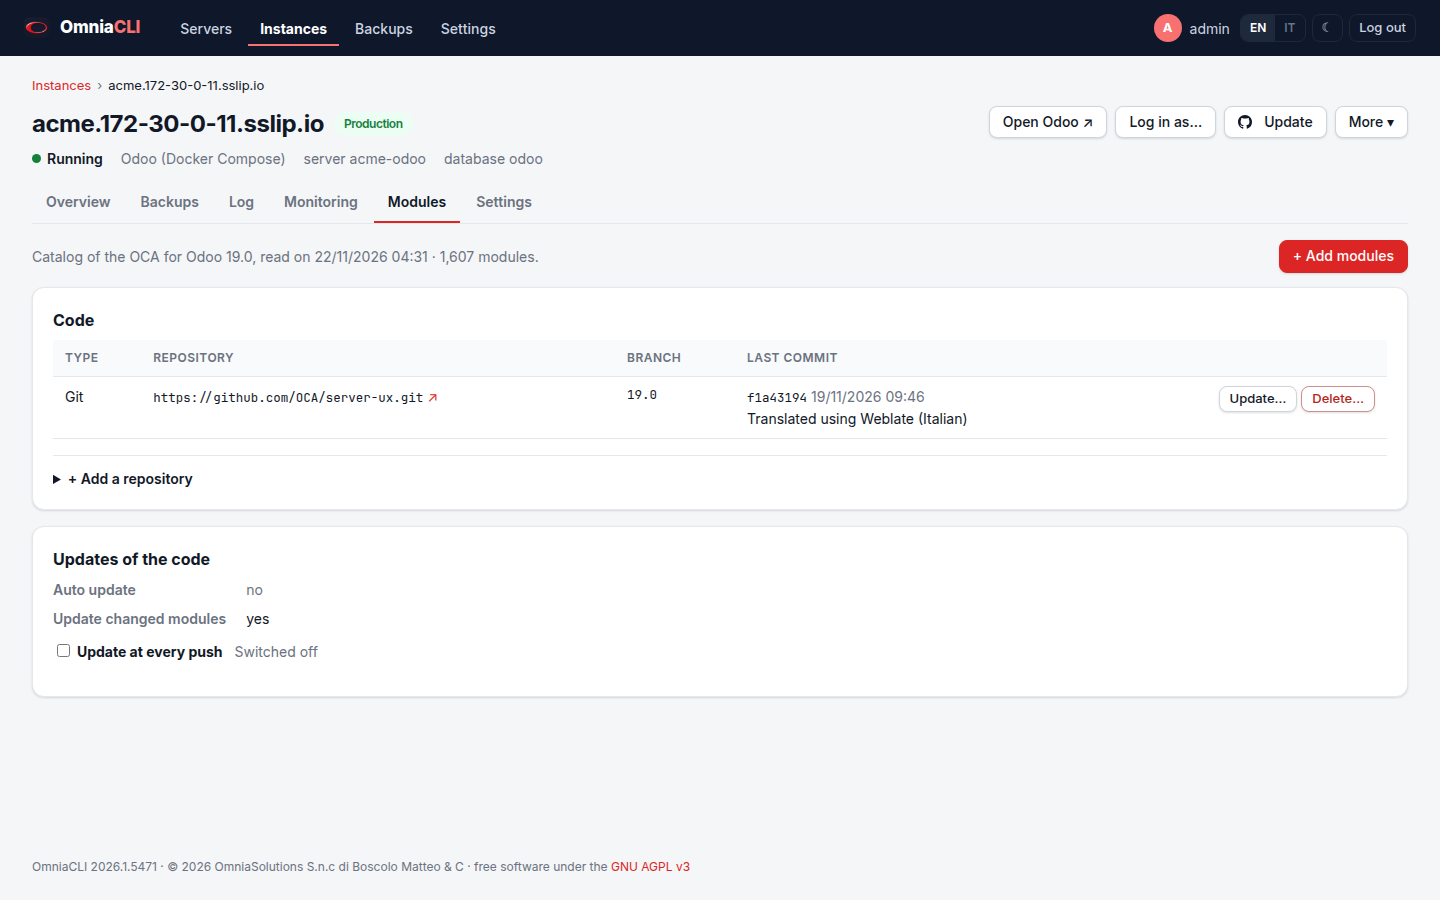 OmniaCLI
Servers Instances Backups Settings
A admin EN IT ☾ Log out
Instances › acme.172-30-0-11.sslip.io
acme.172-30-0-11.sslip.io Production
Open Odoo ↗ Log in as... Update More ▾
Running Odoo (Docker Compose) server acme-odoo database odoo
Overview Backups Log Monitoring Modules Settings
Catalog of the OCA for Odoo 19.0, read on 22/11/2026 04:31 · 1,607 modules.
+ Add modules
Code
TYPE REPOSITORY BRANCH LAST COMMIT
Git https://github.com/OCA/server-ux.git ↗ 19.0 f1a43194 19/11/2026 09:46 Update... Delete...
Translated using Weblate (Italian)
▶ + Add a repository
Updates of the code
Auto update no
Update changed modules yes
Update at every push Switched off
OmniaCLI 2026.1.5471 · © 2026 OmniaSolutions S.n.c di Boscolo Matteo & C · free software under the GNU AGPL v3